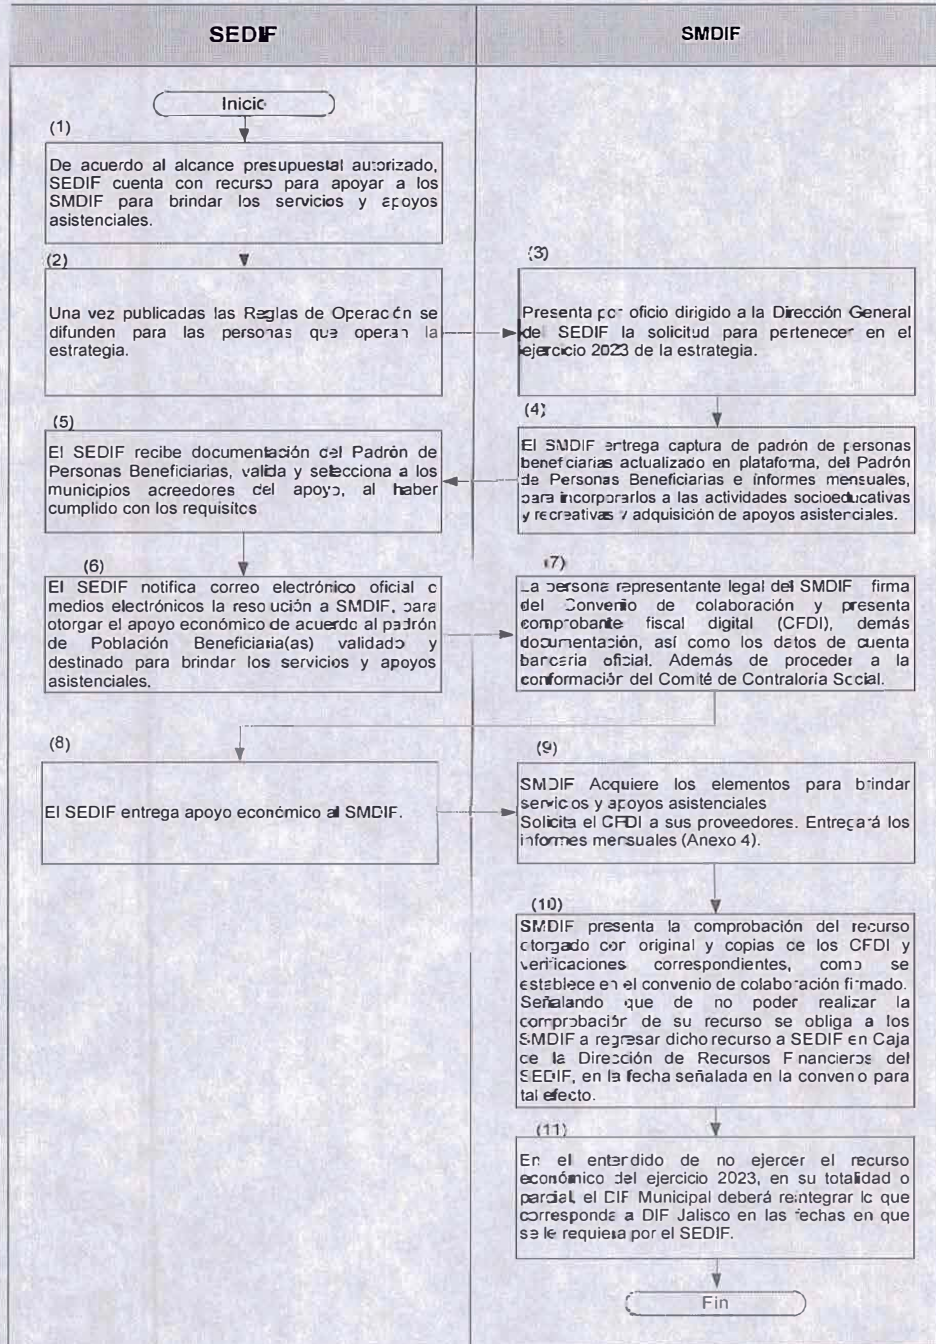 SEDIF
SMDIF
Inicio
(1)
De acuerdo al alcance presupuestal autorizado,
SEDIF cuenta con recurso para apoyar a los
SMDIF para brindar los servicios y apoyos
asistenciales.
(2)
Una vez publicadas las Reglas de Operación se
difunden para las personas que operan la
estrategia.
(3)
Presenta por oficio dirigido a la Dirección General
del SEDIF la solicitud para pertenecer en el
ejercicio 2023 de la estrategia.
(4)
El SMDIF entrega captura de padrón de personas
beneficiarias actualizado en plataforma, del Padrón
de Personas Beneficiarias e informes mensuales,
para incorporarlos a las actividades socioeducativas
y recreativas y adquisición de apoyos asistenciales.
(5)
El SEDIF recibe documentación del Padrón de
Personas Beneficiarias, valida y selecciona a los
municipios acreedores del apoyo, al haber
cumplido con los requisitos
(6)
El SEDIF notifica correo electrónico oficial o
medios electrónicos la resolución a SMDIF, para
otorgar el apoyo económico de acuerdo al padrón
de Población Beneficiaria(as) validado y
destinado para brindar los servicios y apoyos
asistenciales.
(7)
La persona representante legal del SMDIF firma
del Convenio de colaboración y presenta
comprobante fiscal digital (CFDI), demás
documentación, así como los datos de cuenta
bancaria oficial. Además de proceder a la
conformación del Comité de Contraloría Social.
(8)
El SEDIF entrega apoyo económico al SMDIF.
(9)
SMDIF Acquiere los elementos para brindar
servicios y apoyos asistenciales
Solicita el CFDI a sus proveedores. Entregará los
informes mensuales (Anexo 4).
(10)
SMDIF presenta la comprobación del recurso
otorgado con original y copias de los CFDI y
verificaciones correspondientes, como se
establece en el convenio de colaboración firmado.
Señalando que de no poder realizar la
comprobación de su recurso se obliga a los
SMDIF a regresar dicho recurso a SEDIF en Caja
de la Dirección de Recursos Financieros del
SEDIF, en la fecha señalada en la convenio para
tal efecto.
(11)
En el entendido de no ejercer el recurso
económico del ejercicio 2023, en su totalidad o
parcial, el DIF Municipal deberá reintegrar lo que
corresponda a DIF Jalisco en las fechas en que
se le requiera por el SEDIF.
Fin